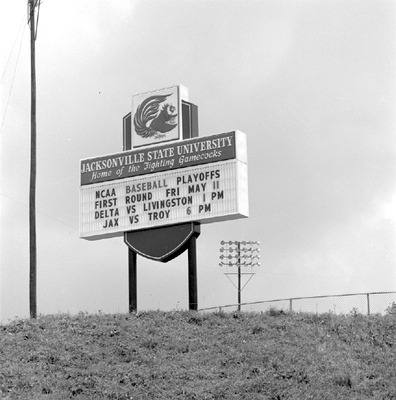 JACKSONVILLE STATE UNIVERSITY
Home of the Fighting Gamecocks
NCAA BASEBALL PLAYOFFS
FIRST ROUND FRI MAY 11
DELTA VS LIVINGSTON 1 PM
JAX VS TROY 6 PM